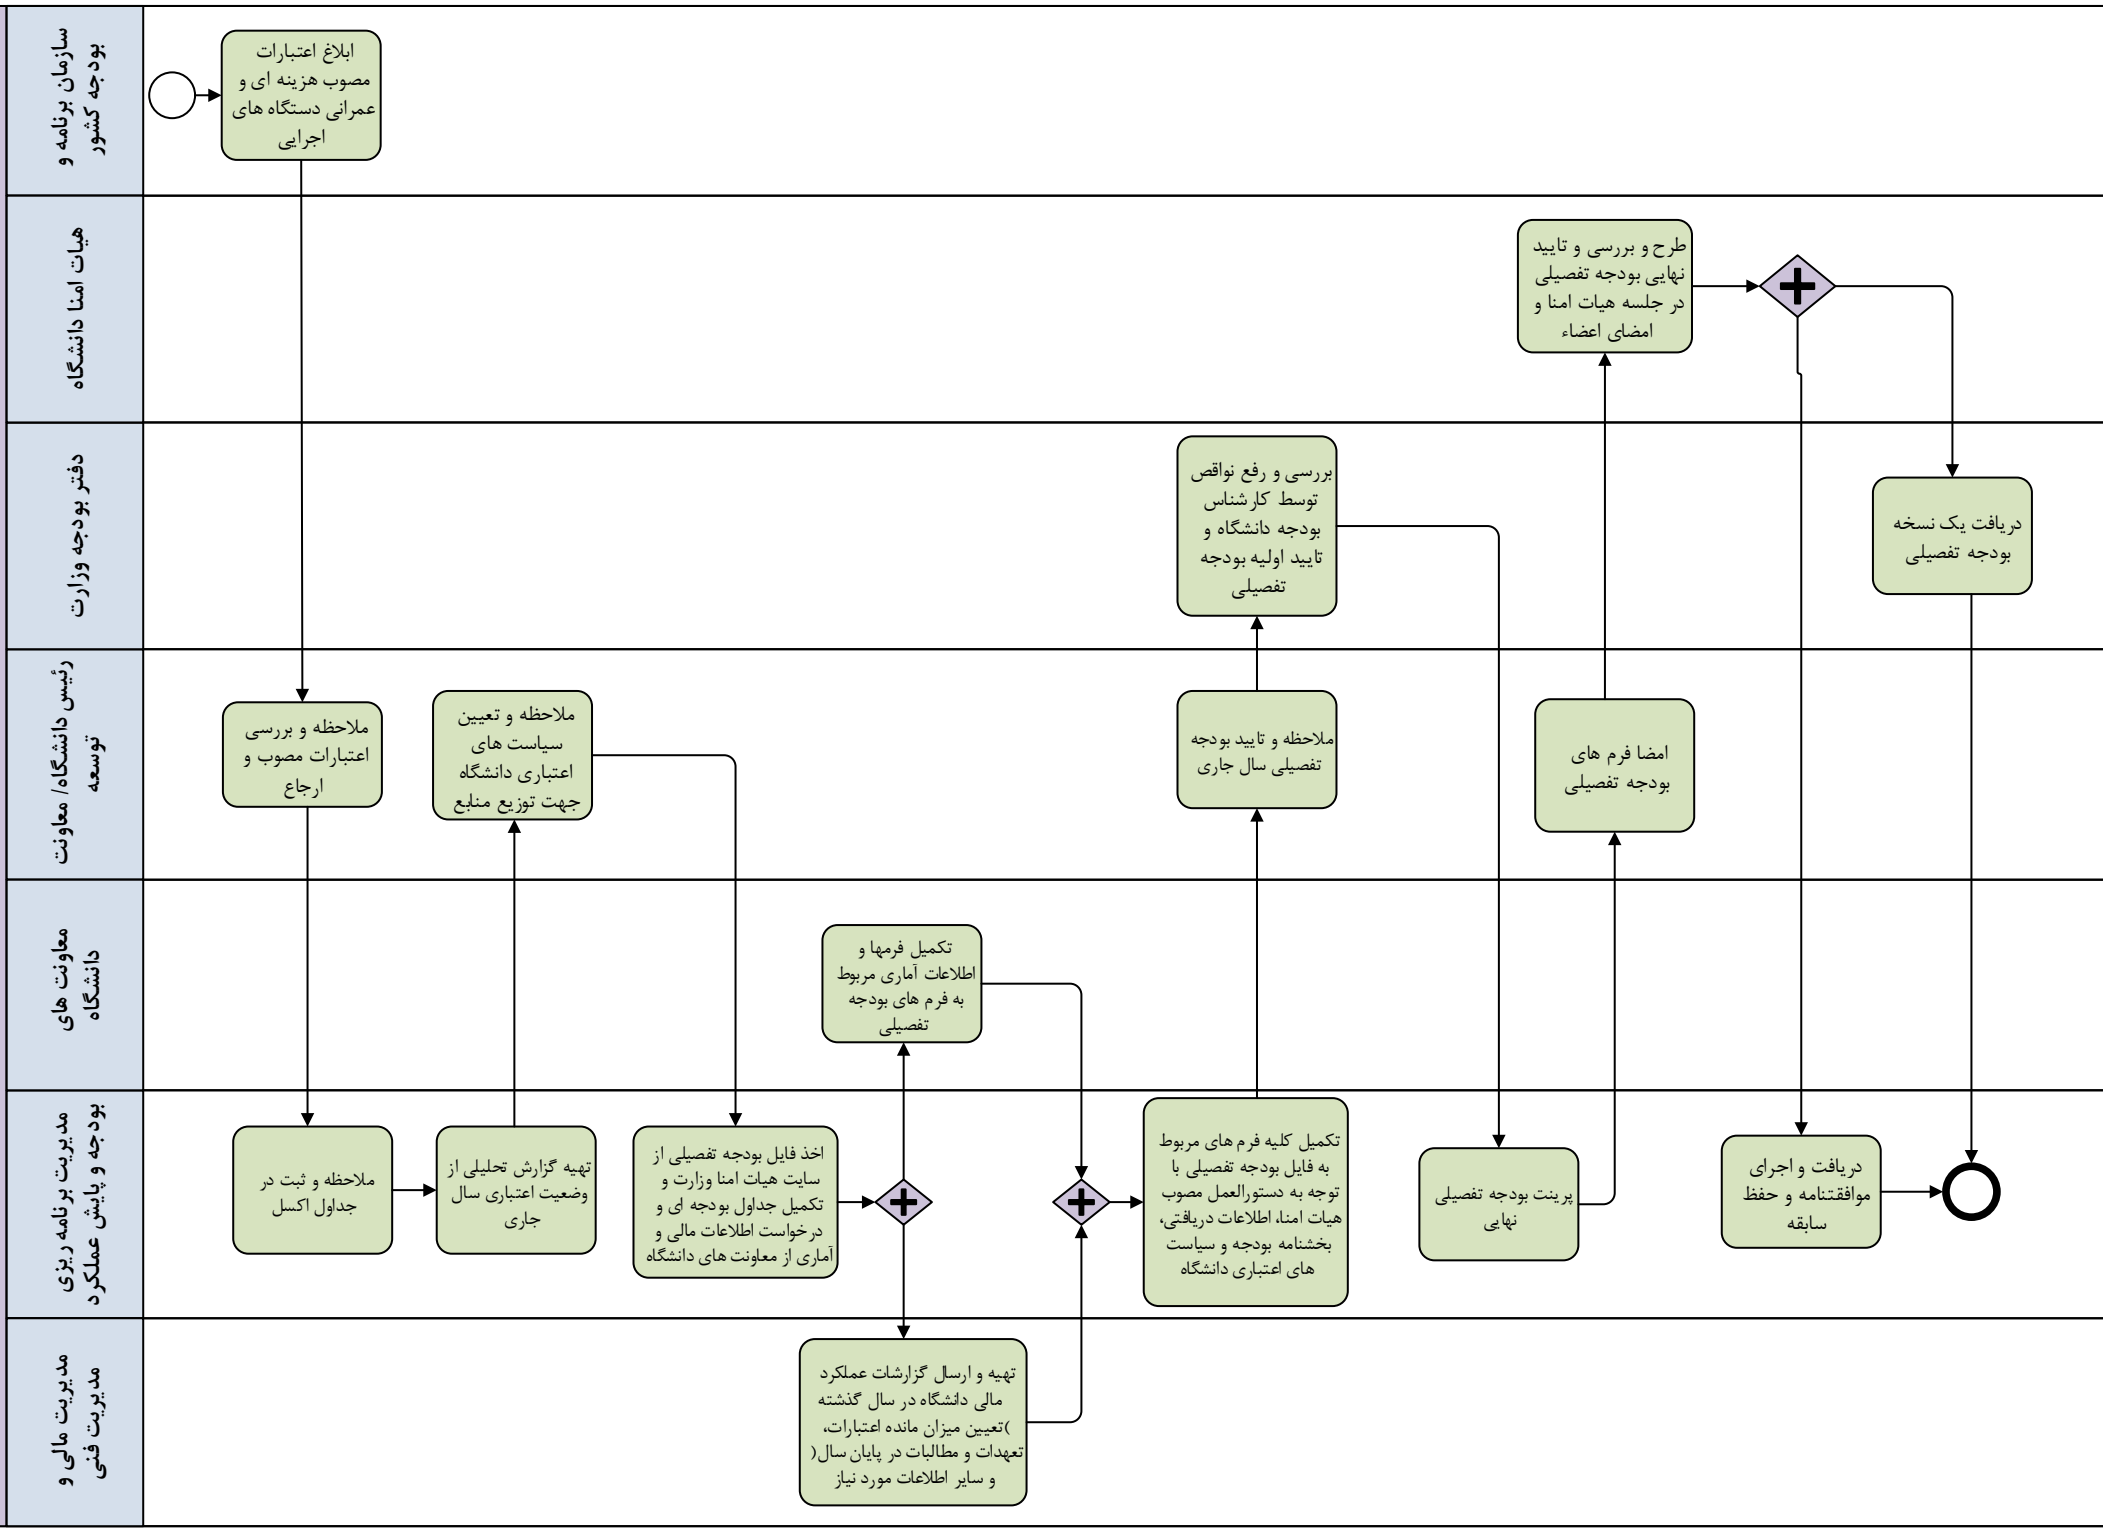 سازمان برنامه و
بودجه کشور
ابلاغ اعتبارات
مصوب هزینه ای و
عمرانی دستگاه های
اجرایی
هیات امنا دانشگاه
طرح و بررسی و تایید
نهایی بودجه تفصیلی
در جلسه هیات امنا و
امضای اعضاء
دفتر بودجه وزارت
بررسی و رفع نواقص
توسط کارشناس
بودجه دانشگاه و
تایید اولیه بودجه
تفصیلی
دریافت یک نسخه
بودجه تفصیلی
رئیس دانشگاه/ معاونت
توسعه
ملاحظه و بررسی
اعتبارات مصوب و
ارجاع
ملاحظه و تعیین
سیاست های
اعتباری دانشگاه
جهت توزیع منابع
ملاحظه و تایید بودجه
تفصیلی سال جاری
امضا فرم های
بودجه تفصیلی
معاونت های
دانشگاه
تکمیل فرمها و
اطلاعات آماری مربوط
به فرم های بودجه
تفصیلی
مدیریت برنامه ریزی
بودجه و پایش عملکرد
ملاحظه و ثبت در
جداول اکسل
تهیه گزارش تحلیلی از
وضعیت اعتباری سال
جاری
اخذ فایل بودجه تفصیلی از
سایت هیات امنا وزارت و
تکمیل جداول بودجه ای و
درخواست اطلاعات مالی و
آماری از معاونت های دانشگاه
تکمیل کلیه فرم های مربوط
به فایل بودجه تفصیلی با
توجه به دستورالعمل مصوب
هیات امنا، اطلاعات دریافتی،
بخشنامه بودجه و سیاست
های اعتباری دانشگاه
پرینت بودجه تفصیلی
نهایی
دریافت و اجرای
موافقتنامه و حفظ
سابقه
مدیریت مالی و
مدیریت فنی
تهیه و ارسال گزارشات عملکرد
مالی دانشگاه در سال گذشته
)تعیین میزان مانده اعتبارات،
تعهدات و مطالبات در پایان سال(
و سایر اطلاعات مورد نیاز